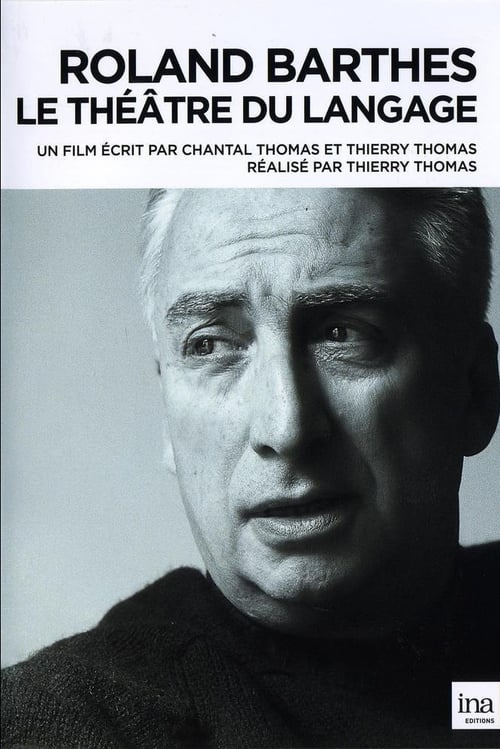 ROLAND BARTHES
LE THÉÂTRE DU LANGAGE
UN FILM ÉCRIT PAR CHANTAL THOMAS ET THIERRY THOMAS
RÉALISÉ PAR THIERRY THOMAS
ina
EDITIONS